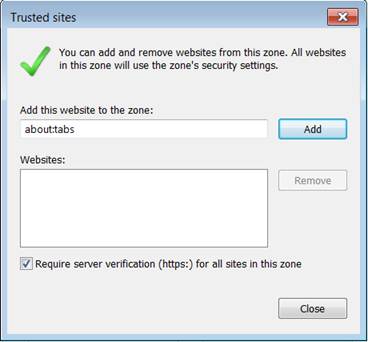 Trusted sites
You can add and remove websites from this zone. All websites
in this zone will use the zone's security settings.
Add this website to the zone:
about:tabs
Add
Websites:
Remove
Require server verification (https:) for all sites in this zone
Close